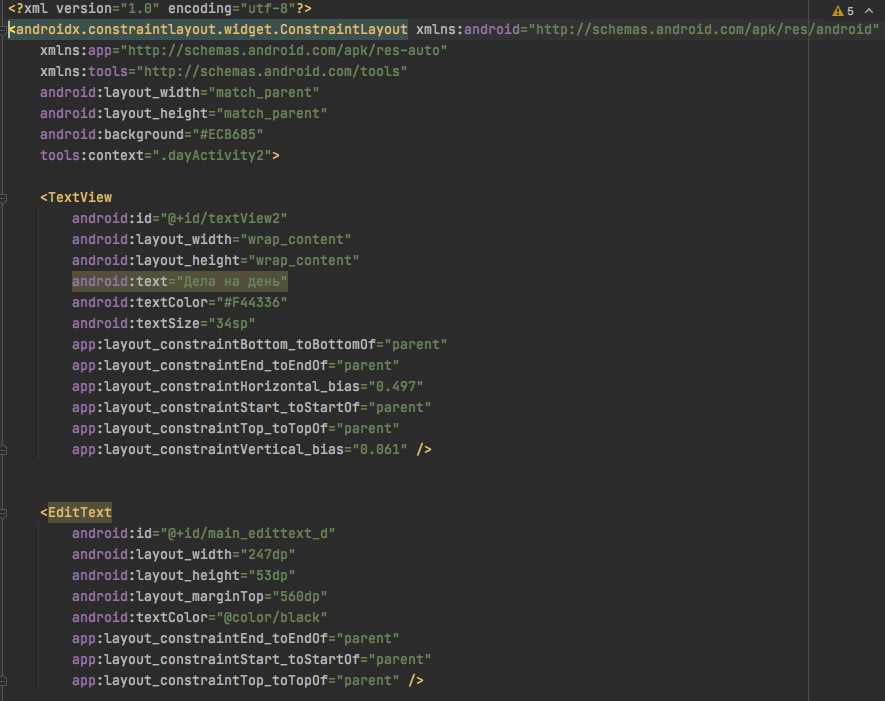 <?xml version="1.0" encoding="utf-8"?>
5
<androidx.constraintlayout.widget.ConstraintLayout xmlns:android="http://schemas.android.com/apk/res/android"
xmlns:app="http://schemas.android.com/apk/res-auto"
xmlns:tools="http://schemas.android.com/tools"
android:layout_width="match_parent"
android:layout_height="match_parent"
android:background="#ECB685"
tools:context=".dayActivity2">
<TextView
android:id="@+id/textView2"
android:layout_width="wrap_content"
android:layout_height="wrap_content"
android:text="Дела на день"
android:textColor="#F44336"
android:textSize="34sp"
app:layout_constraintBottom_toBottomOf="parent"
app:layout_constraintEnd_toEndOf="parent"
app:layout_constraintHorizontal_bias="0.497"
app:layout_constraintStart_toStartOf="parent"
app:layout_constraintTop_toTopOf="parent"
app:layout_constraintVertical_bias="0.061" />
<EditText
android:id="@+id/main_edittext_d"
android:layout_width="247dp"
android:layout_height="53dp"
android:layout_marginTop="560dp"
android:textColor="@color/black"
app:layout_constraintEnd_toEndOf="parent"
app:layout_constraintStart_toStartOf="parent"
app:layout_constraintTop_toTopOf="parent" />